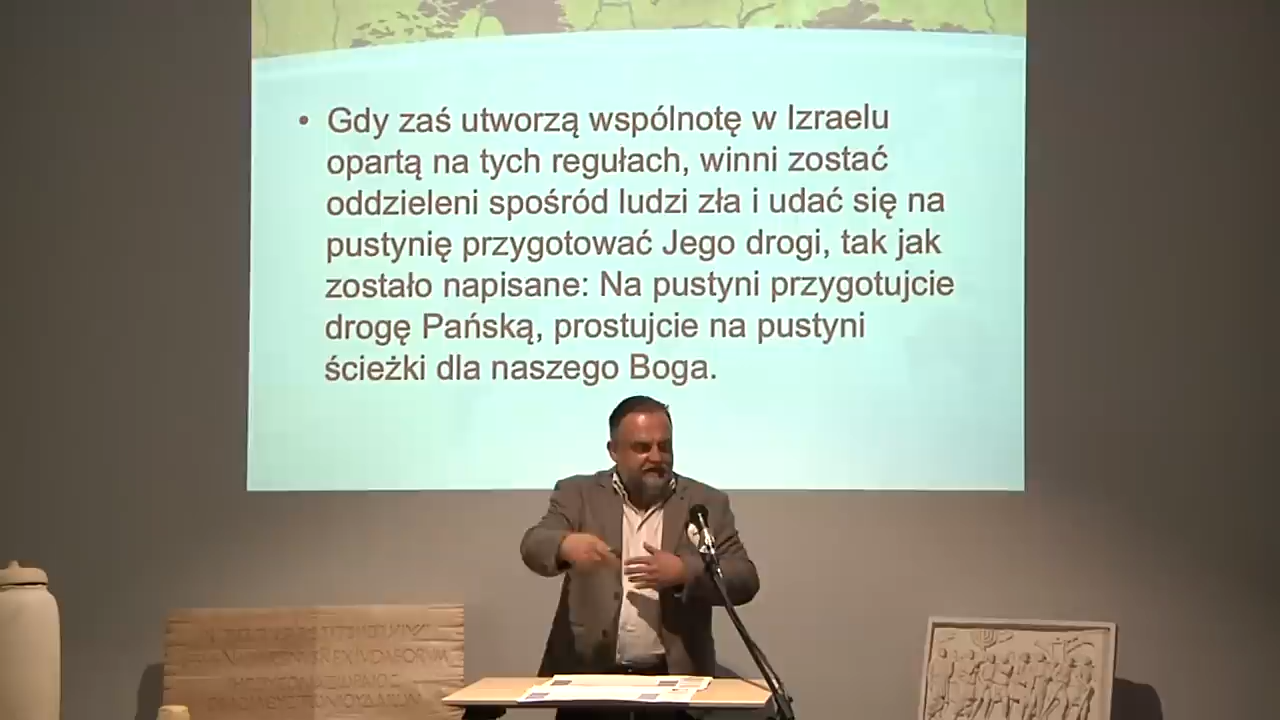 • Gdy zaś utworzą wspólnotę w Izraelu
opartą na tych regułach, winni zostać
oddzieleni spośród ludzi zła i udać się na
pustynię przygotować Jego drogi, tak jak
zostało napisane: Na pustyni przygotujcie
drogę Pańską, prostujcie na pustyni
ścieżki dla naszego Boga.